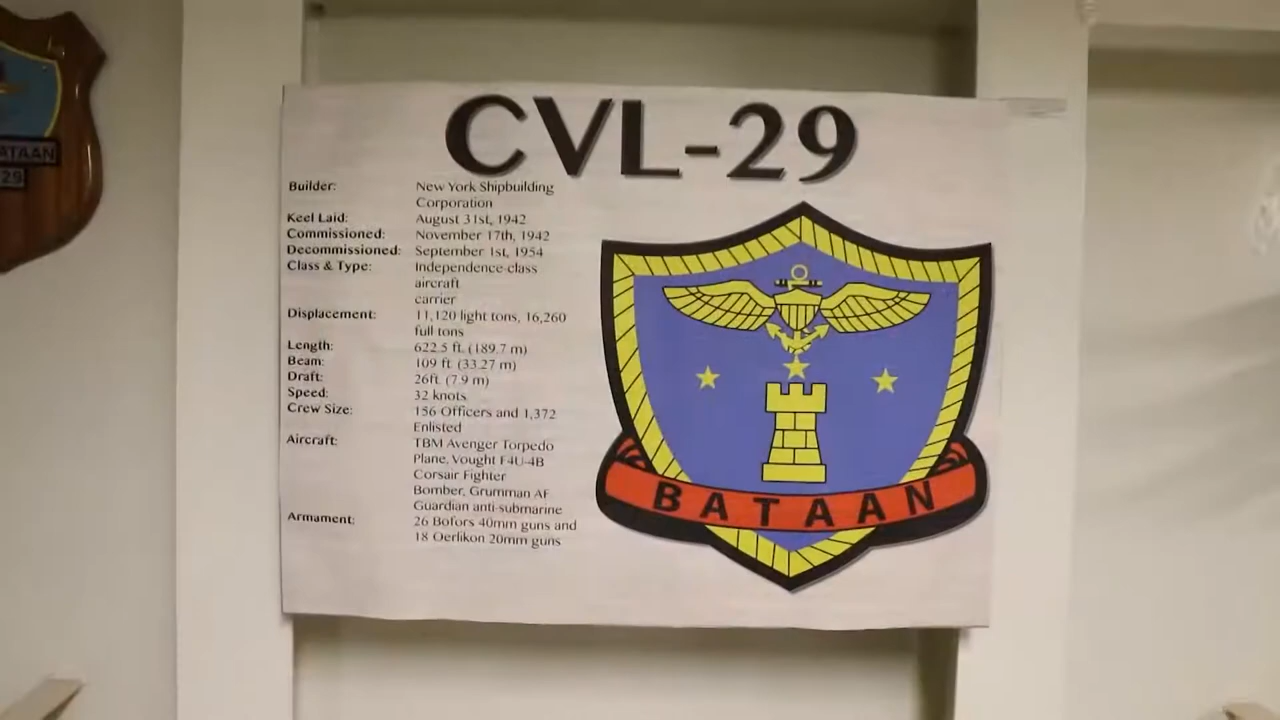 CVL-29
Builder: New York Shipbuilding
Corporation
Keel Laid: August 31st, 1942
Commissioned: November 17th, 1942
Decommissioned: September 1st, 1954
Class & Type: Independence-class
aircraft
carrier
Displacement: 11,120 light tons, 16,260
full tons
Length: 622.5 ft. (189.7 m)
Beam: 109 ft. (33.27 m)
Draft: 26ft. (7.9 m)
Speed: 32 knots
Crew Size: 156 Officers and 1,372
Enlisted
Aircraft: TBM Avenger Torpedo
Plane, Vought F4U-4B
Corsair Fighter
Bomber, Grumman AF
Guardian anti-submarine
Armament: 26 Bofors 40mm guns and
18 Oerlikon 20mm guns
BATAAN
ATAAN
29